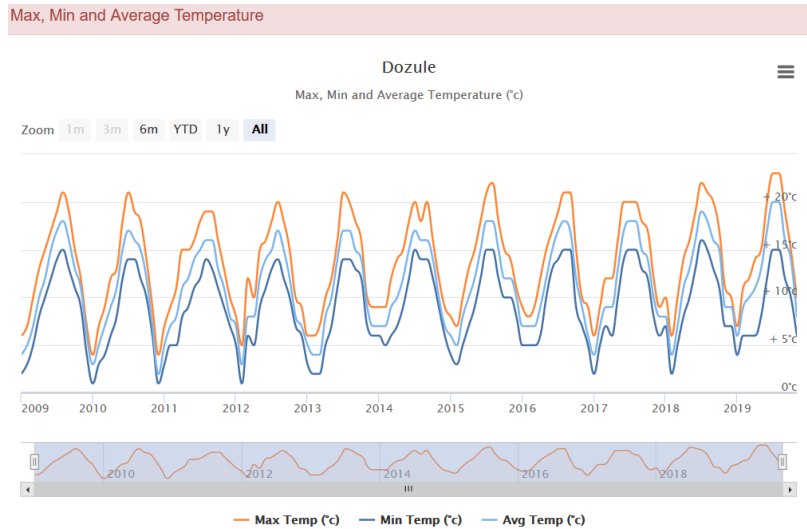 Max, Min and Average Temperature
Dozule
Max, Min and Average Temperature (°c)
Zoom 1m 3m 6m YTD 1y All
+ 20°c
+ 15°c
+ 10°c
+ 5°c
0°c
2009 2010 2011 2012 2013 2014 2015 2016 2017 2018 2019
2010 2012 2014 2016 2018
Max Temp (°c) Min Temp (°c) Avg Temp (°c)